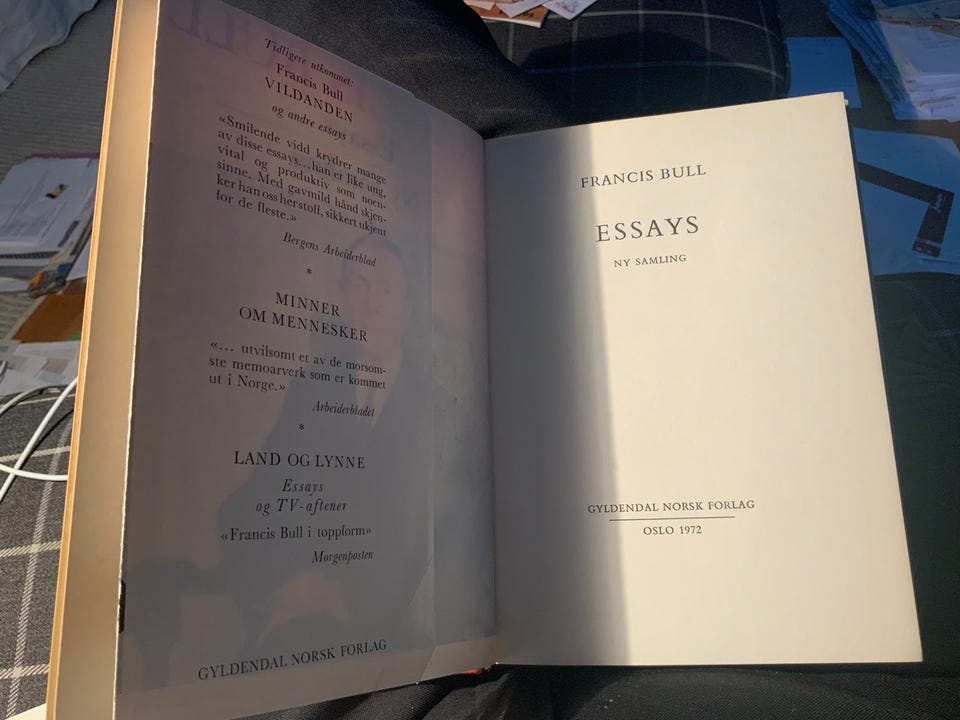 Tidligere utkommet:
Francis Bull
VILDANDEN
og andre essays
«Smilende vidd krydrer mange
av disse essays...han er like ung,
vital og produktiv som noen-
sinne. Med gavmild hånd skjen-
ker han oss her stoff, sikkert ukjent
for de fleste.»
Bergens Arbeiderblad
*
MINNER
OM MENNESKER
«... utvilsomt et av de morsom-
ste memoarverk som er kommet
ut i Norge.»
Arbeiderbladet
*
LAND OG LYNNE
Essays
og TV-aftener
«Francis Bull i toppform»
Morgenposten
GYLDENDAL NORSK FORLAG
FRANCIS BULL
ESSAYS
NY SAMLING
GYLDENDAL NORSK FORLAG
OSLO 1972